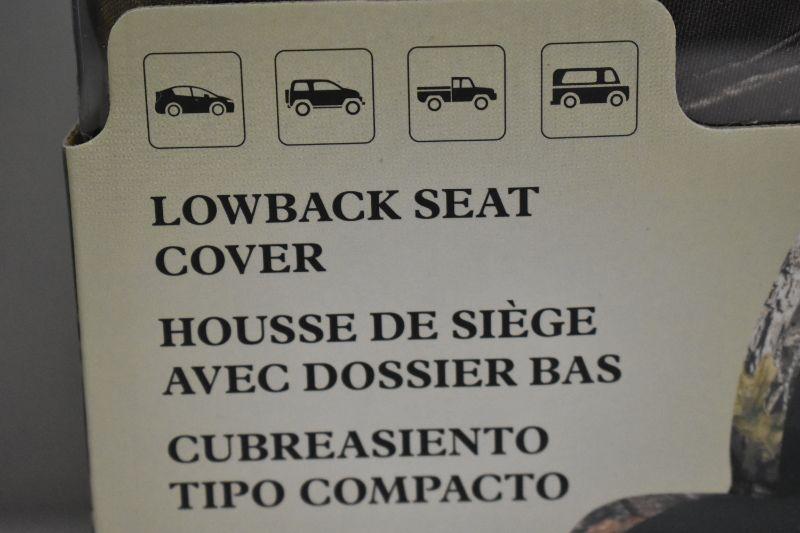 LOWBACK SEAT
COVER
HOUSSE DE SIÈGE
AVEC DOSSIER BAS
CUBREASIENTO
TIPO COMPACTO